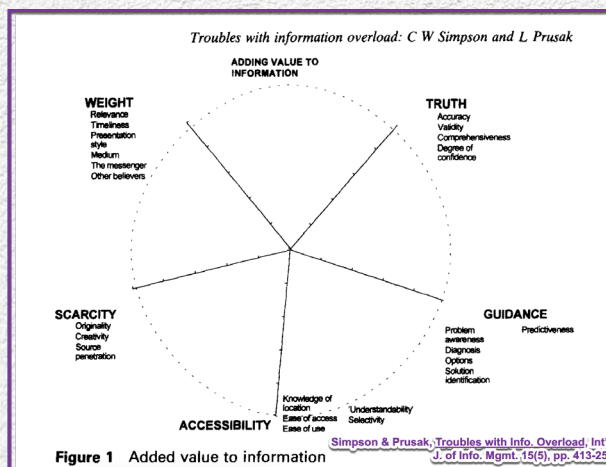 Troubles with information overload: C W Simpson and L Prusak
ADDING VALUE TO
INFORMATION
WEIGHT
Relevance
Timeliness
Presentation
style
Medium
The messenger
Other believers
TRUTH
Accuracy
Validity
Comprehensiveness
Degree of
confidence
SCARCITY
Originality
Creativity
Source
penetration
GUIDANCE
Problem
awareness
Diagnosis
Options
Solution
identification
Predictiveness
ACCESSIBILITY
Knowledge of
location
Ease of access
Ease of use
Understandability
Selectivity
Simpson & Prusak, Troubles with Info. Overload, Int'
J. of Info. Mgmt. 15(5), pp. 413-25
Figure 1 Added value to information